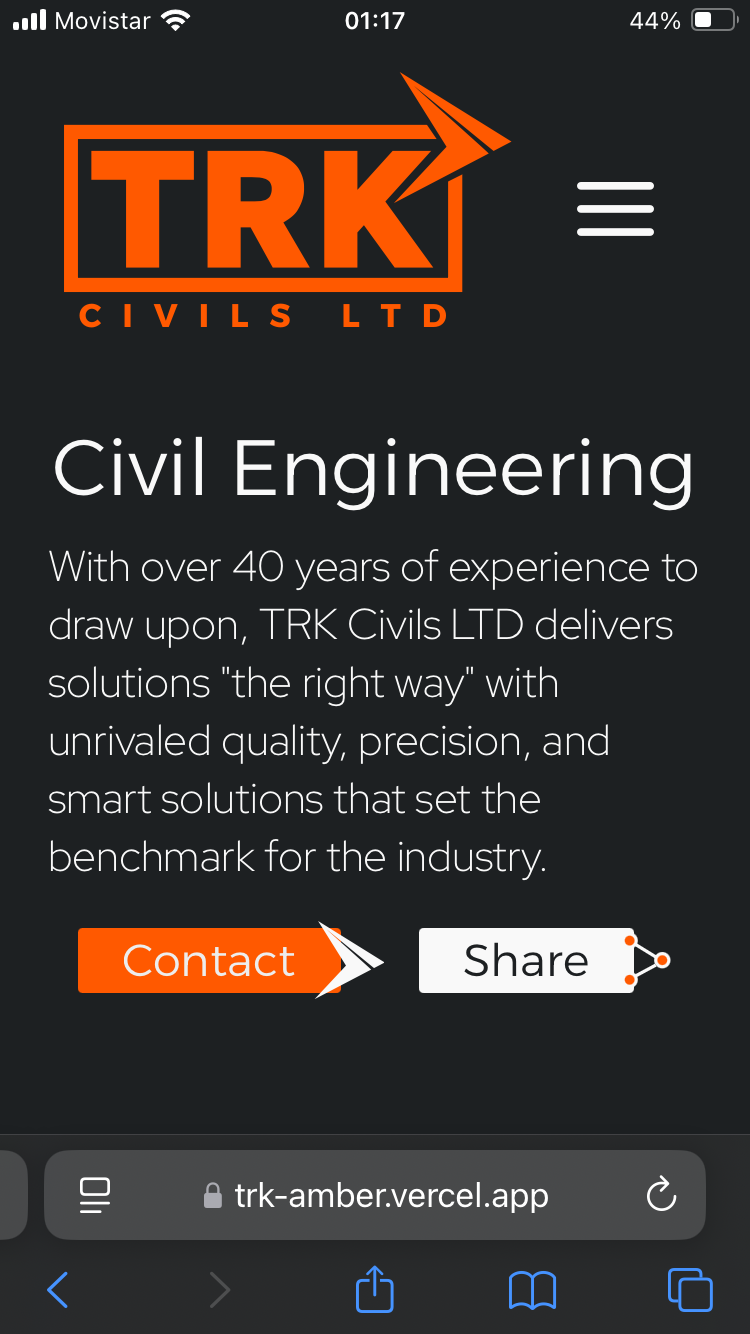 Movistar 01:17 44%
TRK
CIVILS LTD
Civil Engineering
With over 40 years of experience to
draw upon, TRK Civils LTD delivers
solutions "the right way" with
unrivaled quality, precision, and
smart solutions that set the
benchmark for the industry.
Contact Share
trk-amber.vercel.app